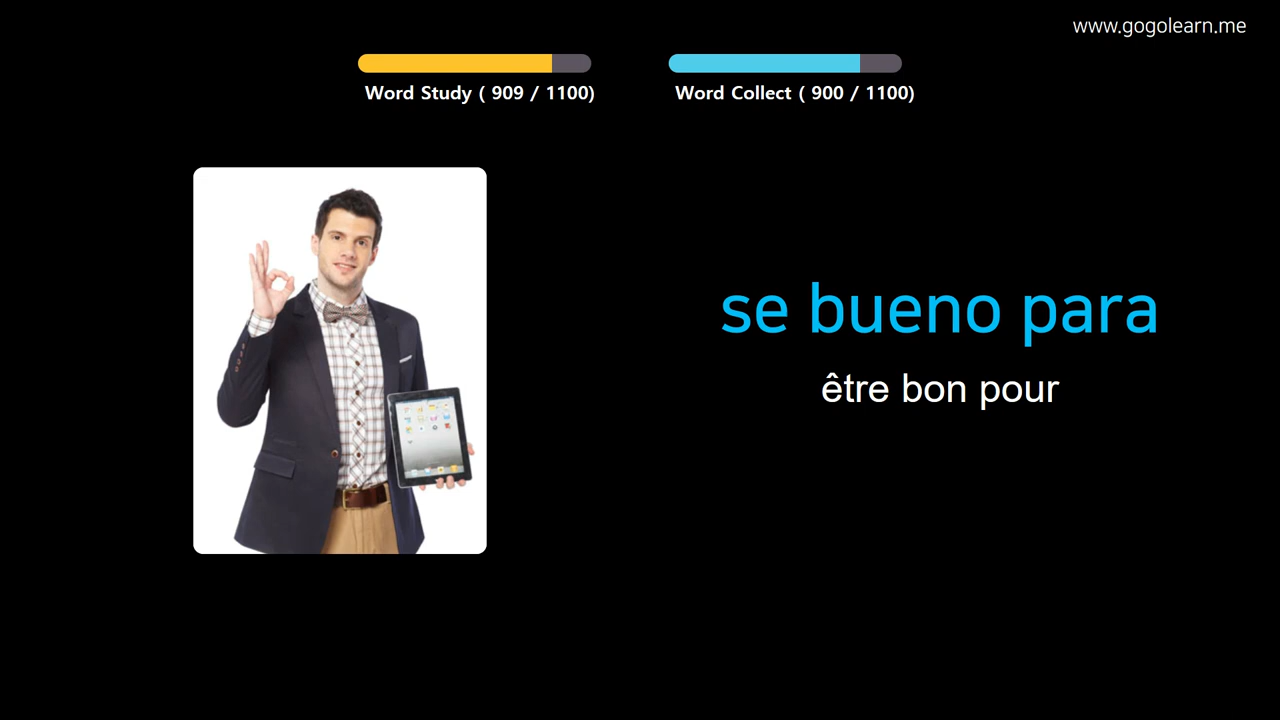 www.gogolearn.me
Word Study ( 909 / 1100)
Word Collect ( 900 / 1100)
se bueno para
être bon pour